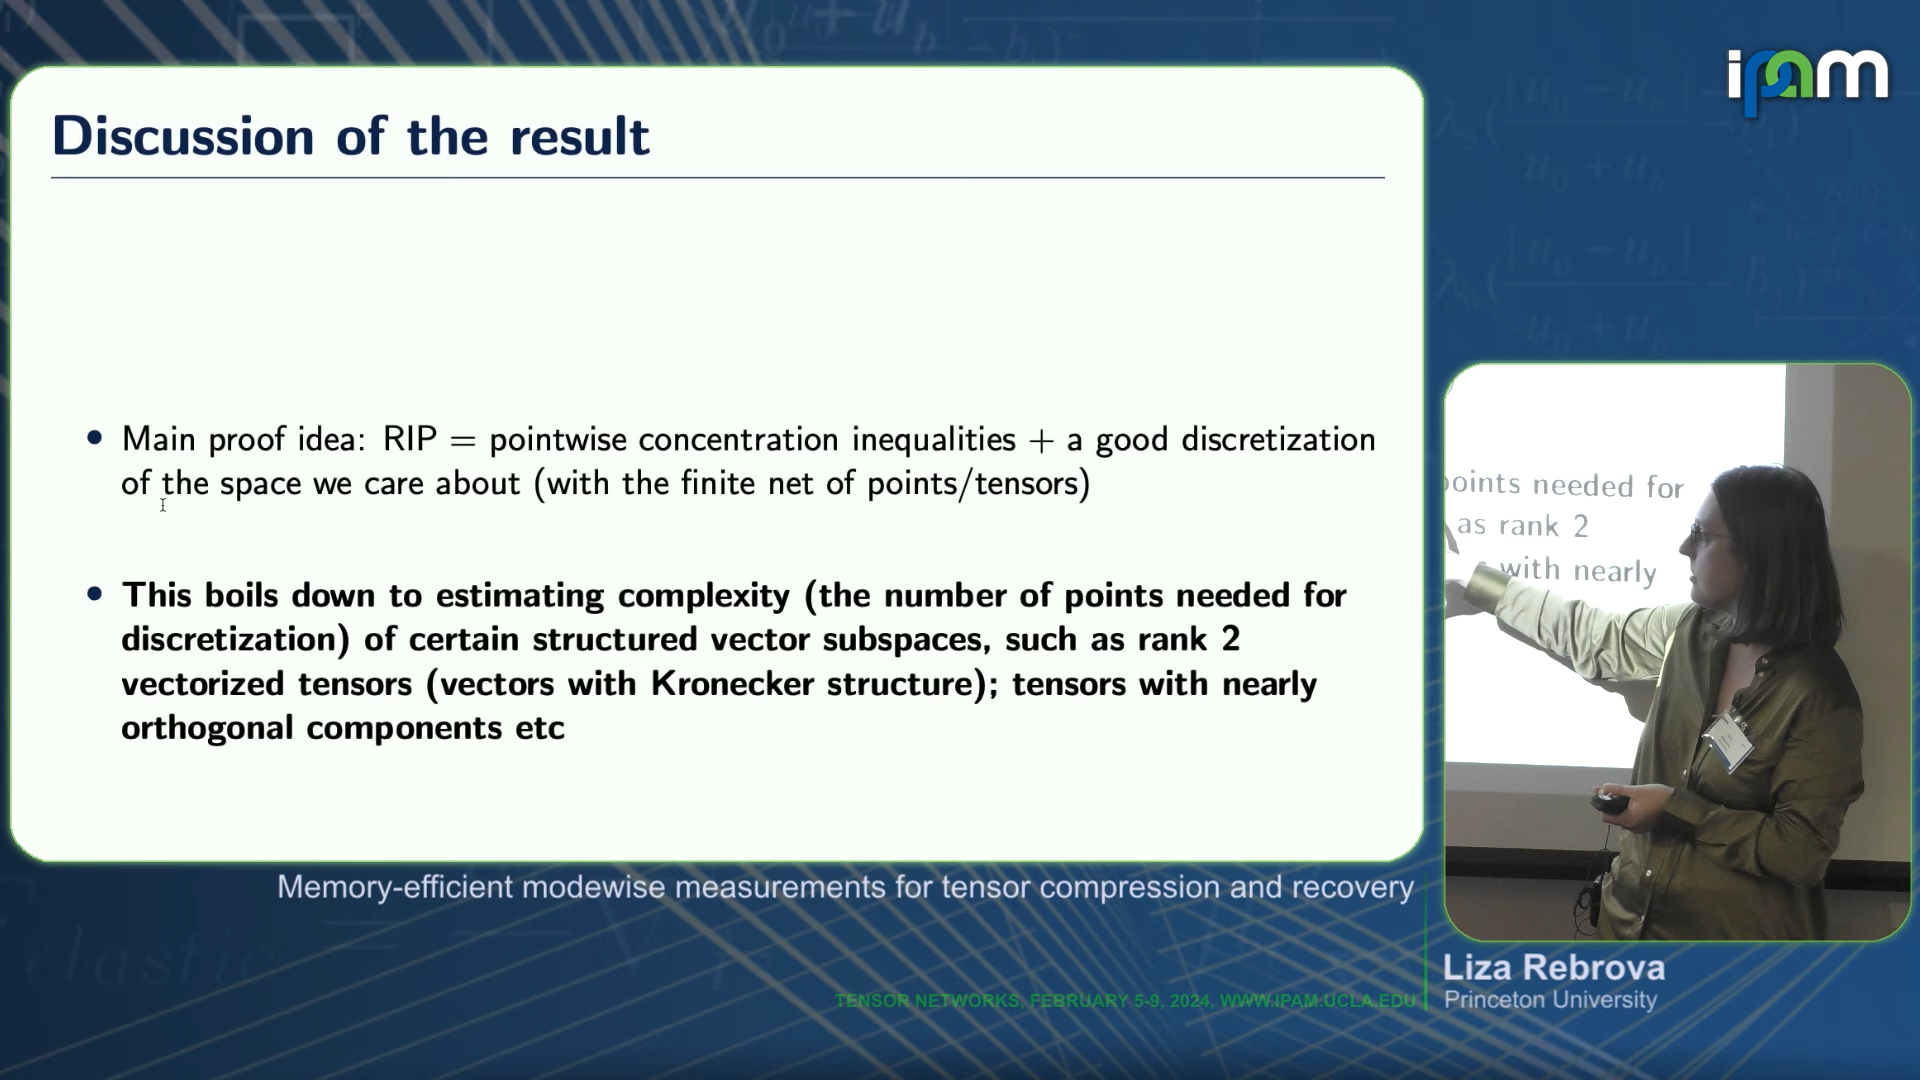 ipam
Discussion of the result
• Main proof idea: RIP = pointwise concentration inequalities + a good discretization
of the space we care about (with the finite net of points/tensors)
• This boils down to estimating complexity (the number of points needed for
discretization) of certain structured vector subspaces, such as rank 2
vectorized tensors (vectors with Kronecker structure); tensors with nearly
orthogonal components etc
points needed for
as rank 2
with nearly
Memory-efficient modewise measurements for tensor compression and recovery
Liza Rebrova
Princeton University
TENSOR NETWORKS, FEBRUARY 5-9, 2024, WWW.IPAM.UCLA.EDU